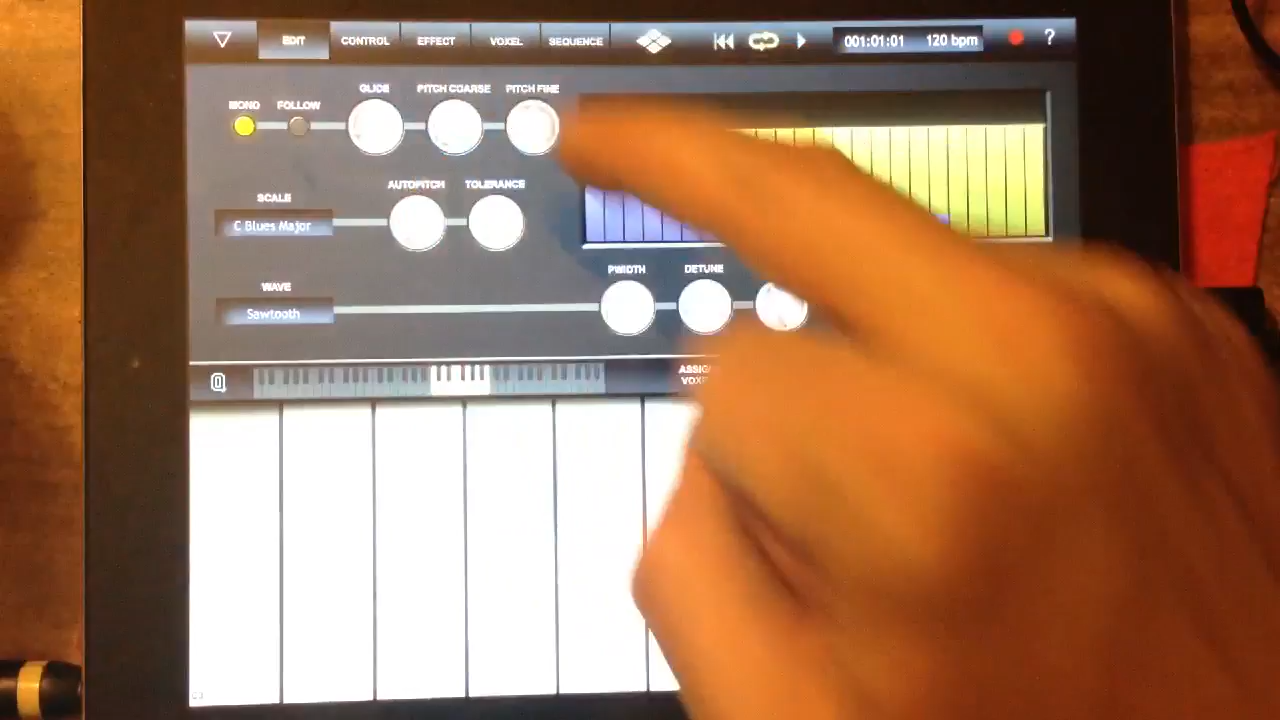 EDIT CONTROL EFFECT VOXEL SEQUENCE 001:01:01 120 bpm ?
MONO FOLLOW GLIDE PITCH COARSE PITCH FINE
SCALE AUTOPITCH TOLERANCE
C Blues Major
WAVE PWIDTH DETUNE
Sawtooth
C3